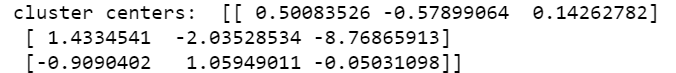 cluster centers:  [[ 0.50083526 -0.57899064  0.14262782]
 [ 1.4334541  -2.03528534 -8.76865913]
 [-0.9090402   1.05949011 -0.05031098]]